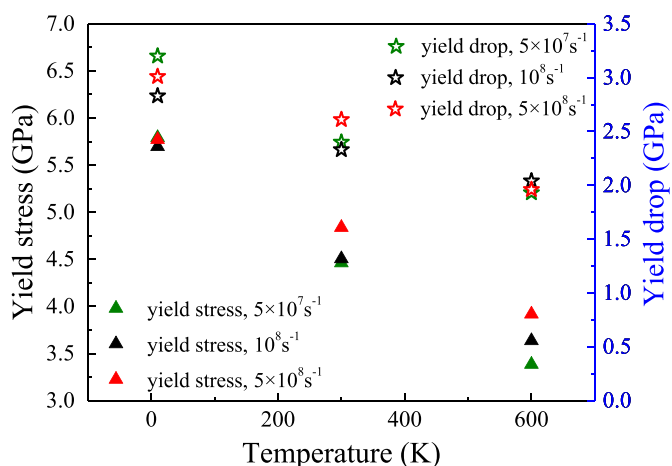 7.0
6.5
6.0
5.5
5.0
4.5
4.0
3.5
3.0
Yield stress (GPa)
yield drop, 5×10⁷s⁻¹
yield drop, 10⁸s⁻¹
yield drop, 5×10⁸s⁻¹
yield stress, 5×10⁷s⁻¹
yield stress, 10⁸s⁻¹
yield stress, 5×10⁸s⁻¹
3.5
3.0
2.5
2.0
1.5
1.0
0.5
0.0
Yield drop (GPa)
0 200 400 600
Temperature (K)